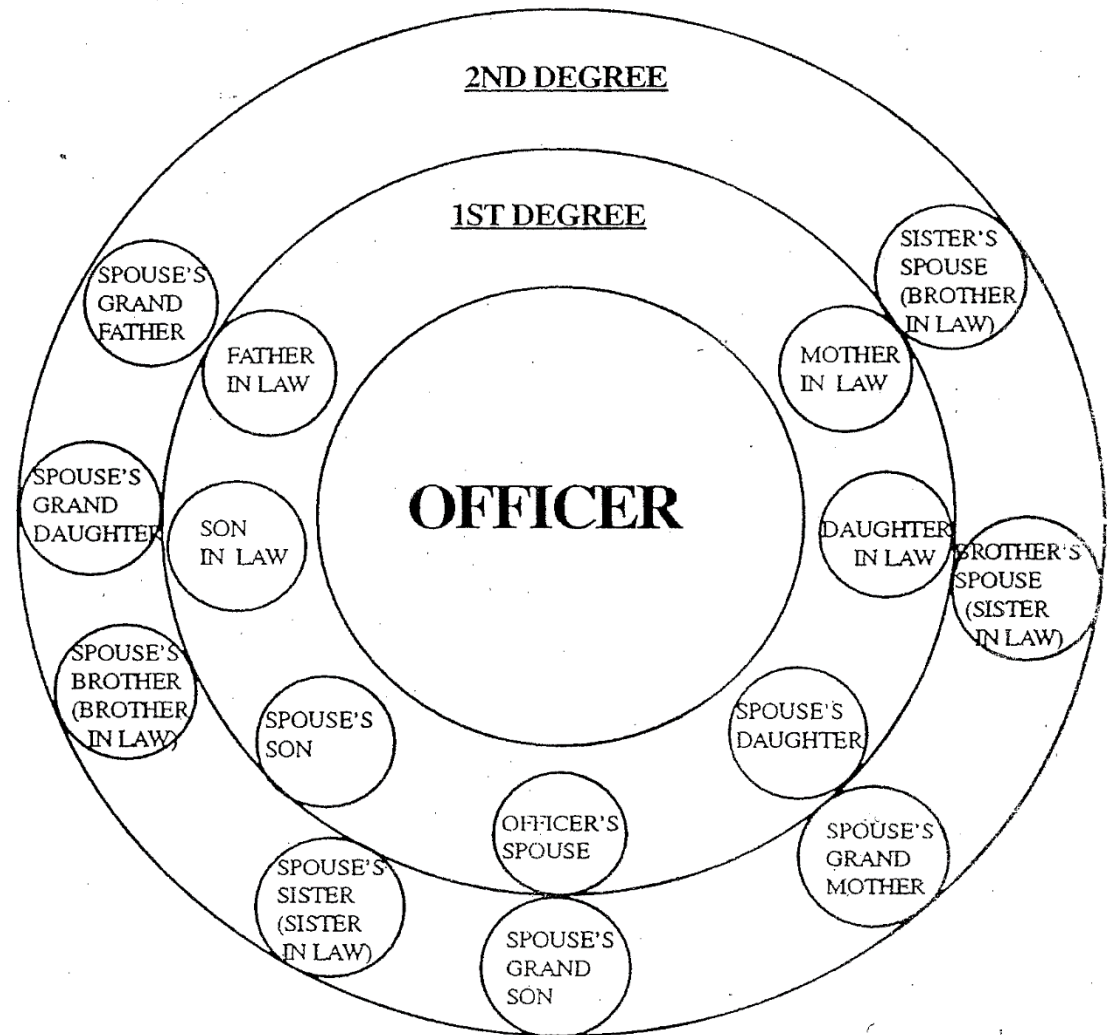 2ND DEGREE
1ST DEGREE
SISTER'S
SPOUSE
(BROTHER
IN LAW)
SPOUSE'S
GRAND
FATHER
FATHER
IN LAW
MOTHER
IN LAW
SPOUSE'S
GRAND
DAUGHTER
SON
IN LAW
OFFICER
DAUGHTER
IN LAW
BROTHER'S
SPOUSE
(SISTER
IN LAW)
SPOUSE'S
BROTHER
(BROTHER
IN LAW)
SPOUSE'S
SON
SPOUSE'S
DAUGHTER
OFFICER'S
SPOUSE
SPOUSE'S
GRAND
MOTHER
SPOUSE'S
SISTER
(SISTER
IN LAW)
SPOUSE'S
GRAND
SON